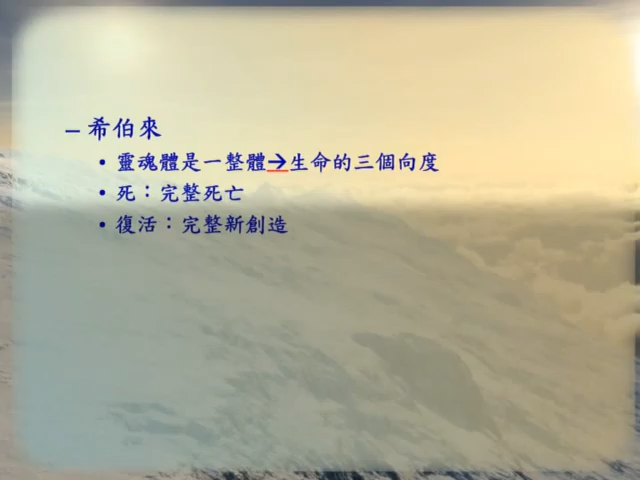 – 希伯來
• 靈魂體是一整體→生命的三個向度
• 死：完整死亡
• 復活：完整新創造